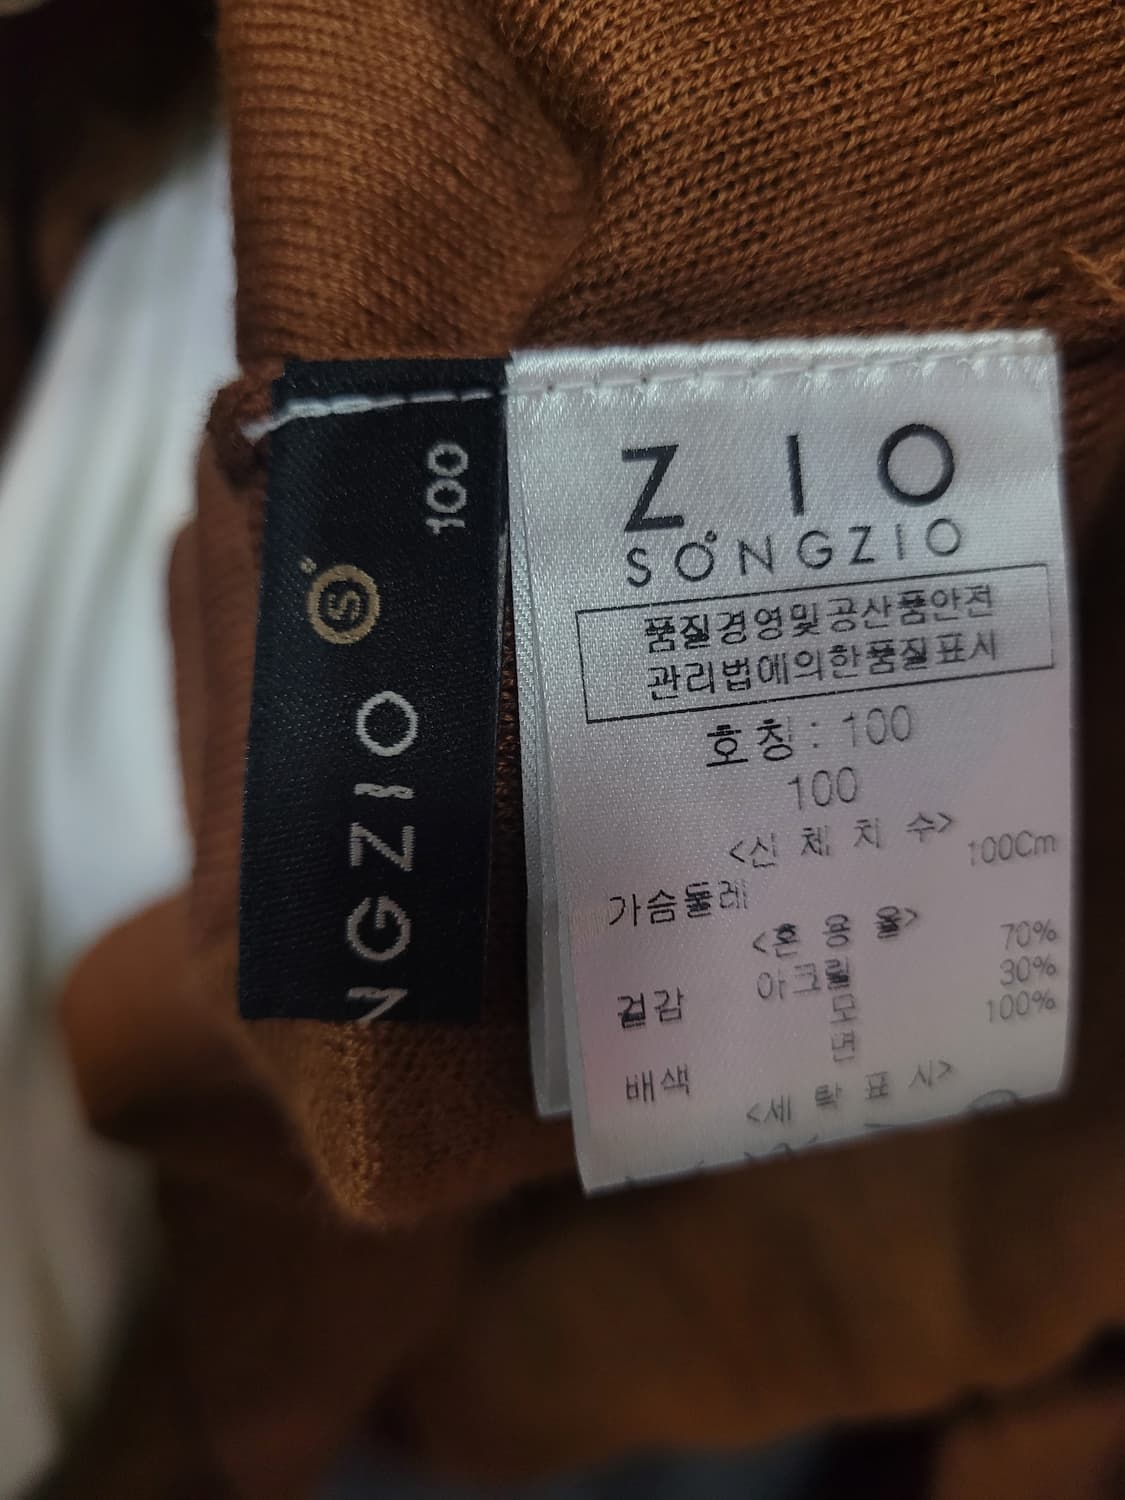 100
NGZIO
Z I O
SONGZIO
품질경영및공산품안전
관리법에의한품질표시
호칭 : 100
100
<신 체 치 수>
가슴둘레 100Cm
<혼 용 율>
겉감 아크릴 70%
모 30%
배색 면 100%
<세 탁 표 시>